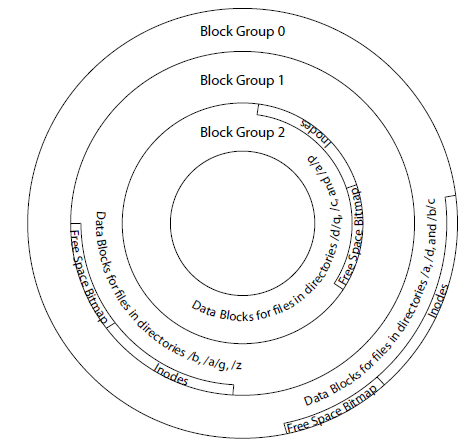 Block Group 0
Block Group 1
Block Group 2
Inodes
Free Space Bitmap
Data Blocks for files in directories /d/q, /c and /a/p
Free Space Bitmap
Data Blocks for files in directories /b, /a/g, /z
Inodes
Data Blocks for files in directories /a, /d, and /b/c
Inodes
Free Space Bitmap